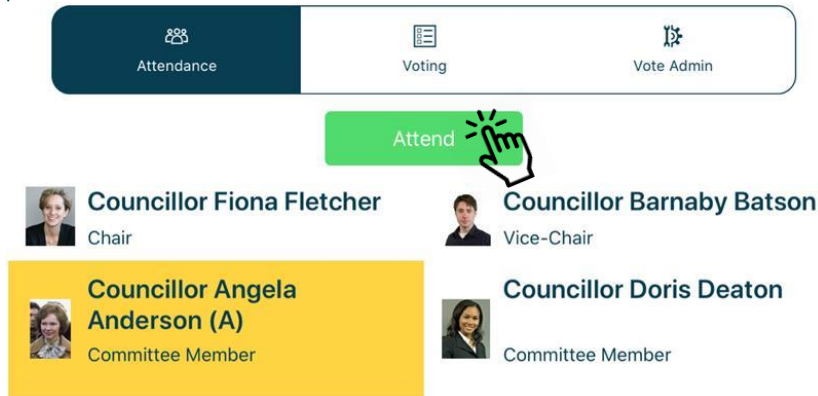 Attendance
Voting
Vote Admin
Attend
Councillor Fiona Fletcher
Chair
Councillor Barnaby Batson
Vice-Chair
Councillor Angela
Anderson (A)
Committee Member
Councillor Doris Deaton
Committee Member